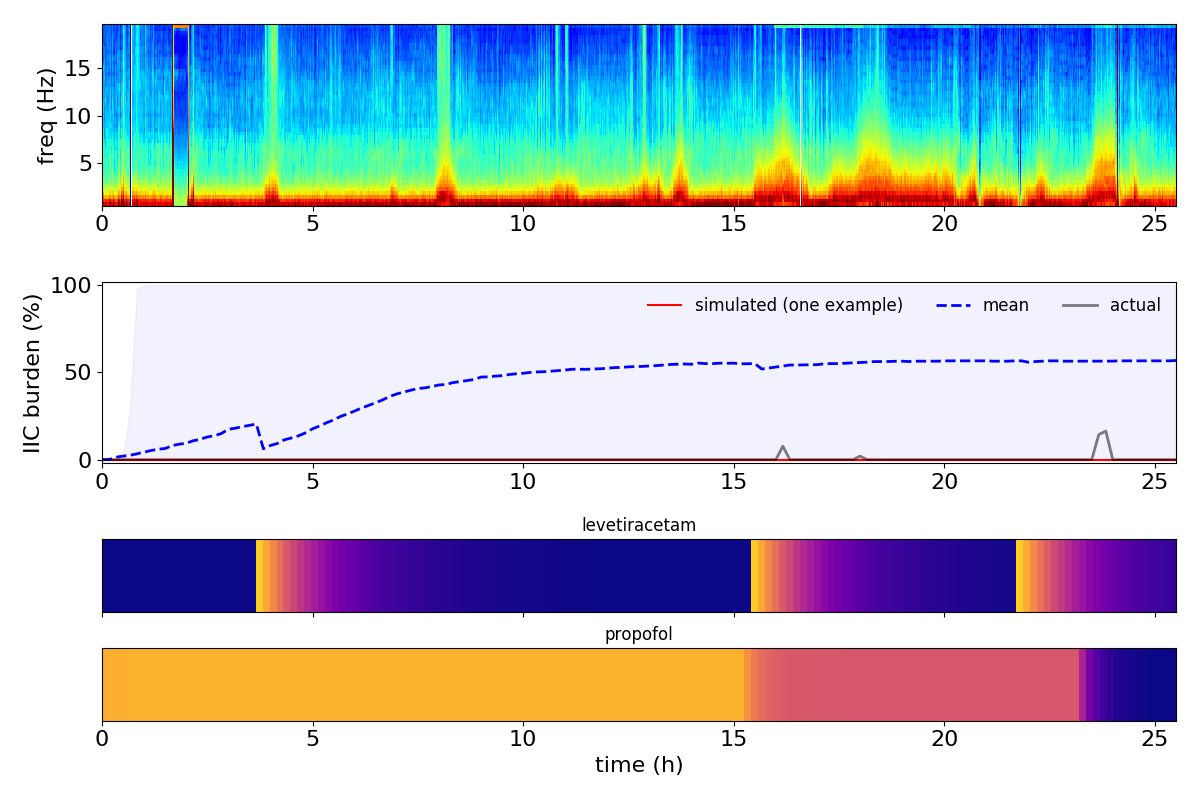 freq (Hz)
15
10
5
0 5 10 15 20 25
IIC burden (%)
100
50
0
simulated (one example) mean actual
0 5 10 15 20 25
levetiracetam
propofol
0 5 10 15 20 25
time (h)